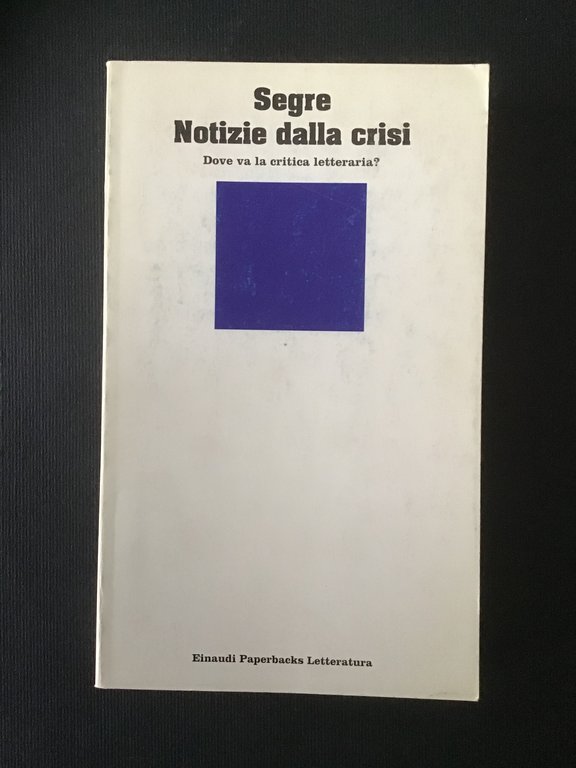 Segre
Notizie dalla crisi
Dove va la critica letteraria?
Einaudi Paperbacks Letteratura